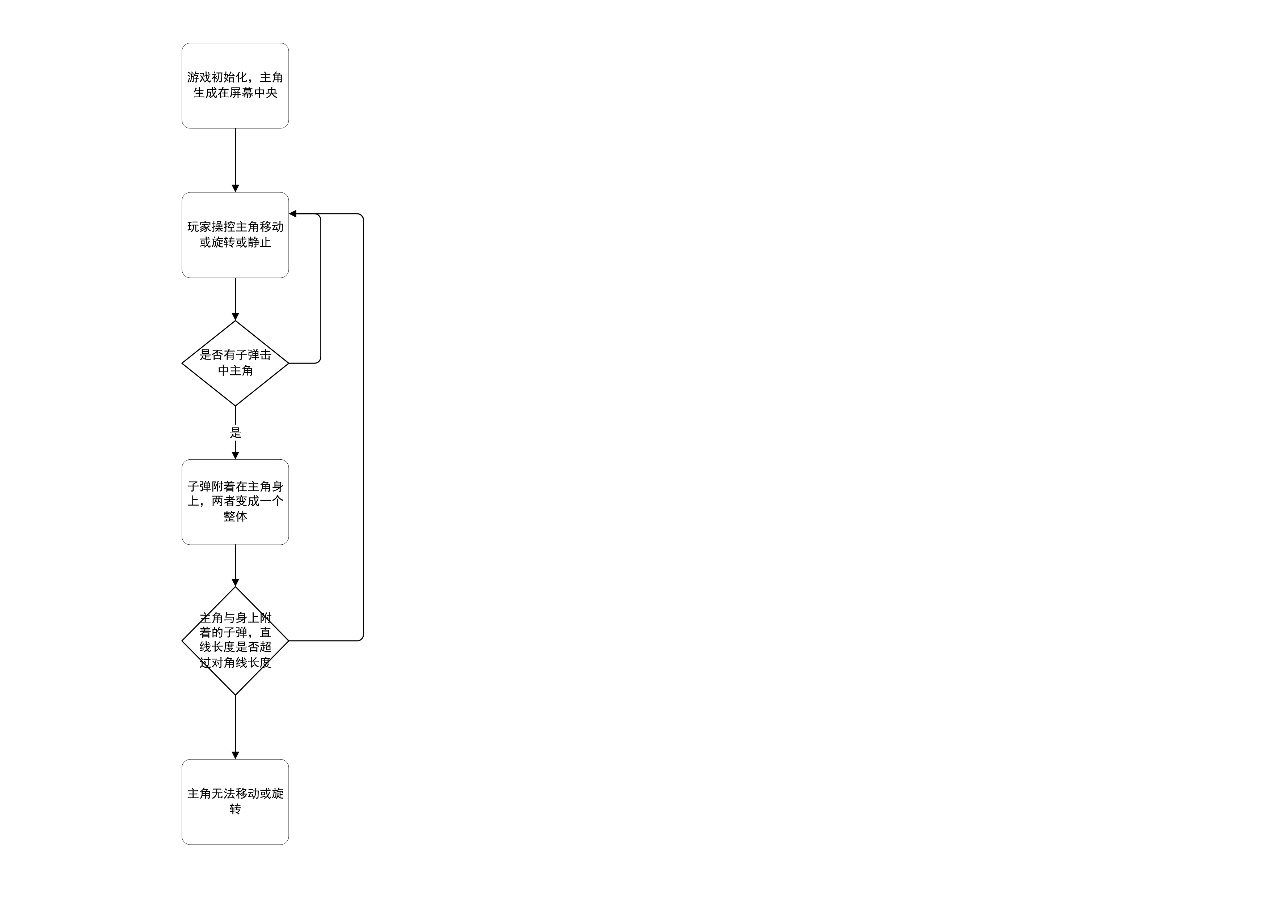 游戏初始化，主角
生成在屏幕中央
玩家操控主角移动
或旋转或静止
是否有子弹击
中主角
是
子弹附着在主角身
上，两者变成一个
整体
主角与身上附
着的子弹，直
线长度是否超
过对角线长度
主角无法移动或旋
转